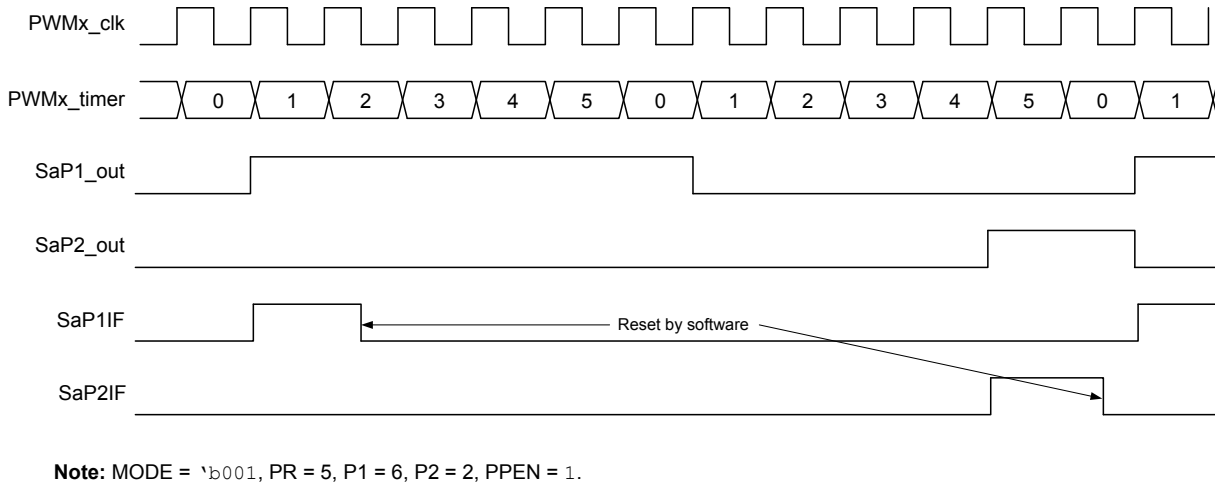 PWMx_clk
PWMx_timer 0 1 2 3 4 5 0 1 2 3 4 5 0 1
SaP1_out
SaP2_out
SaP1IF
Reset by software
SaP2IF
Note: MODE = ‘b001, PR = 5, P1 = 6, P2 = 2, PPEN = 1.